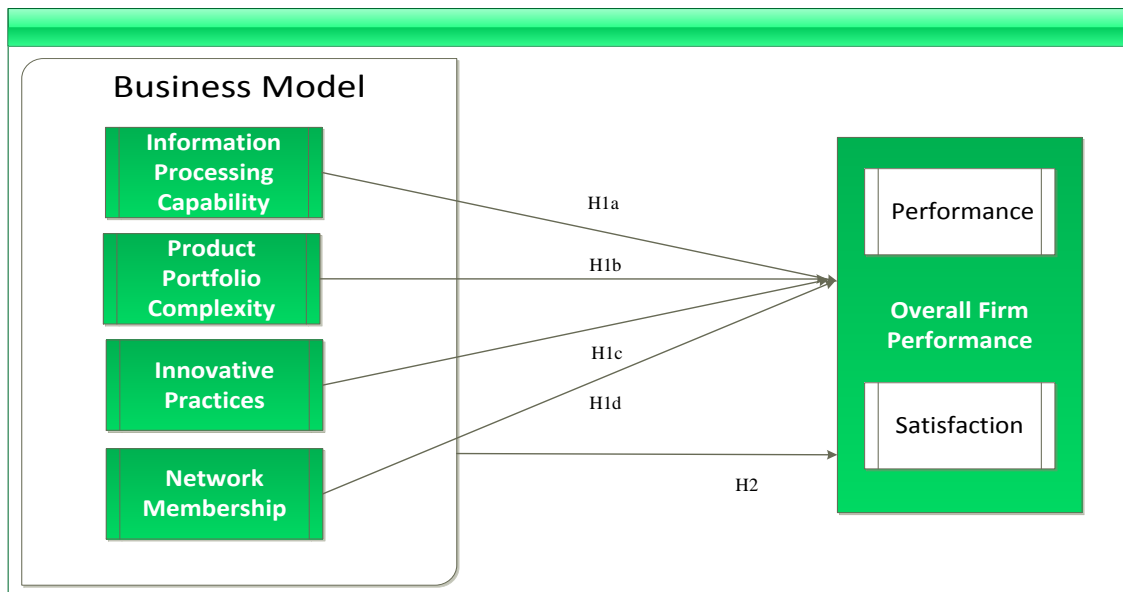 Business Model
Information
Processing
Capability
Product
Portfolio
Complexity
Innovative
Practices
Network
Membership
H1a
H1b
H1c
H1d
H2
Performance
Overall Firm
Performance
Satisfaction